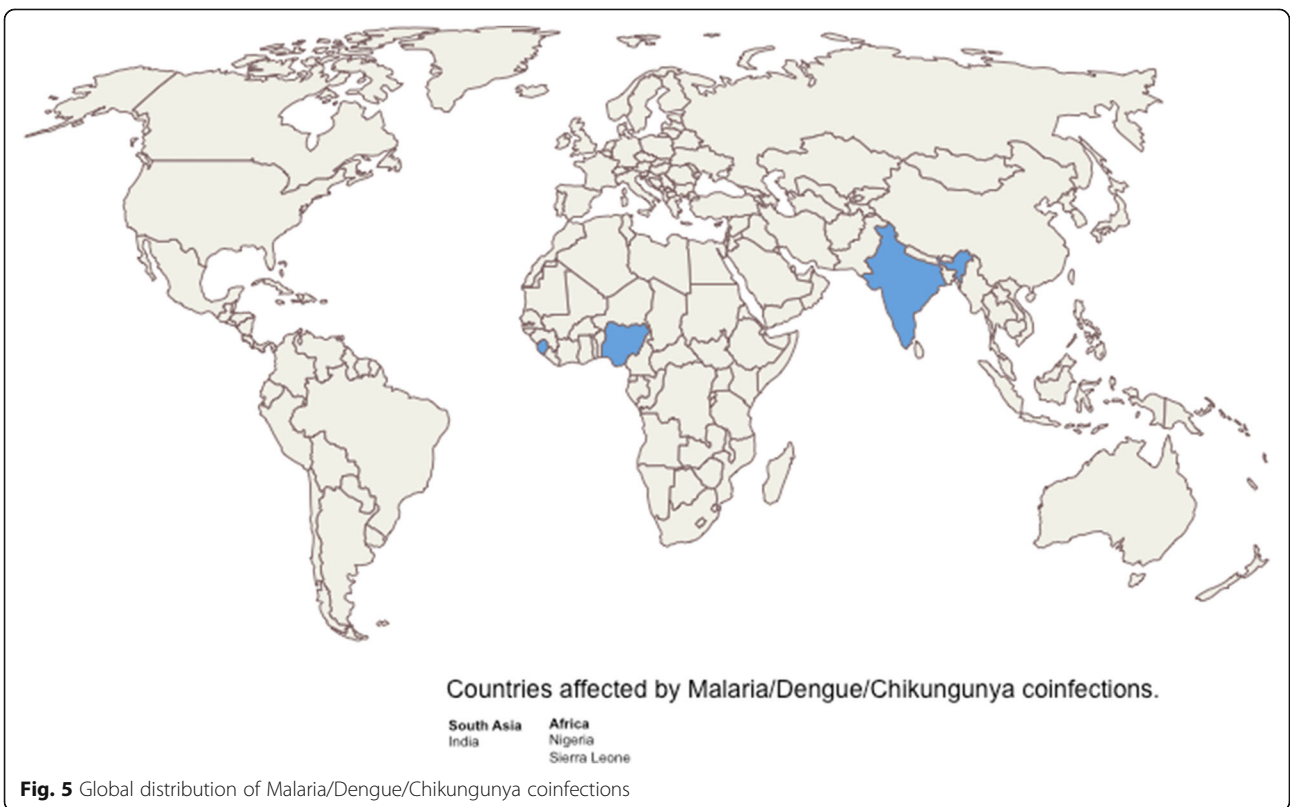 Countries affected by Malaria/Dengue/Chikungunya coinfections.
South Asia
India
Africa
Nigeria
Sierra Leone
Fig. 5 Global distribution of Malaria/Dengue/Chikungunya coinfections